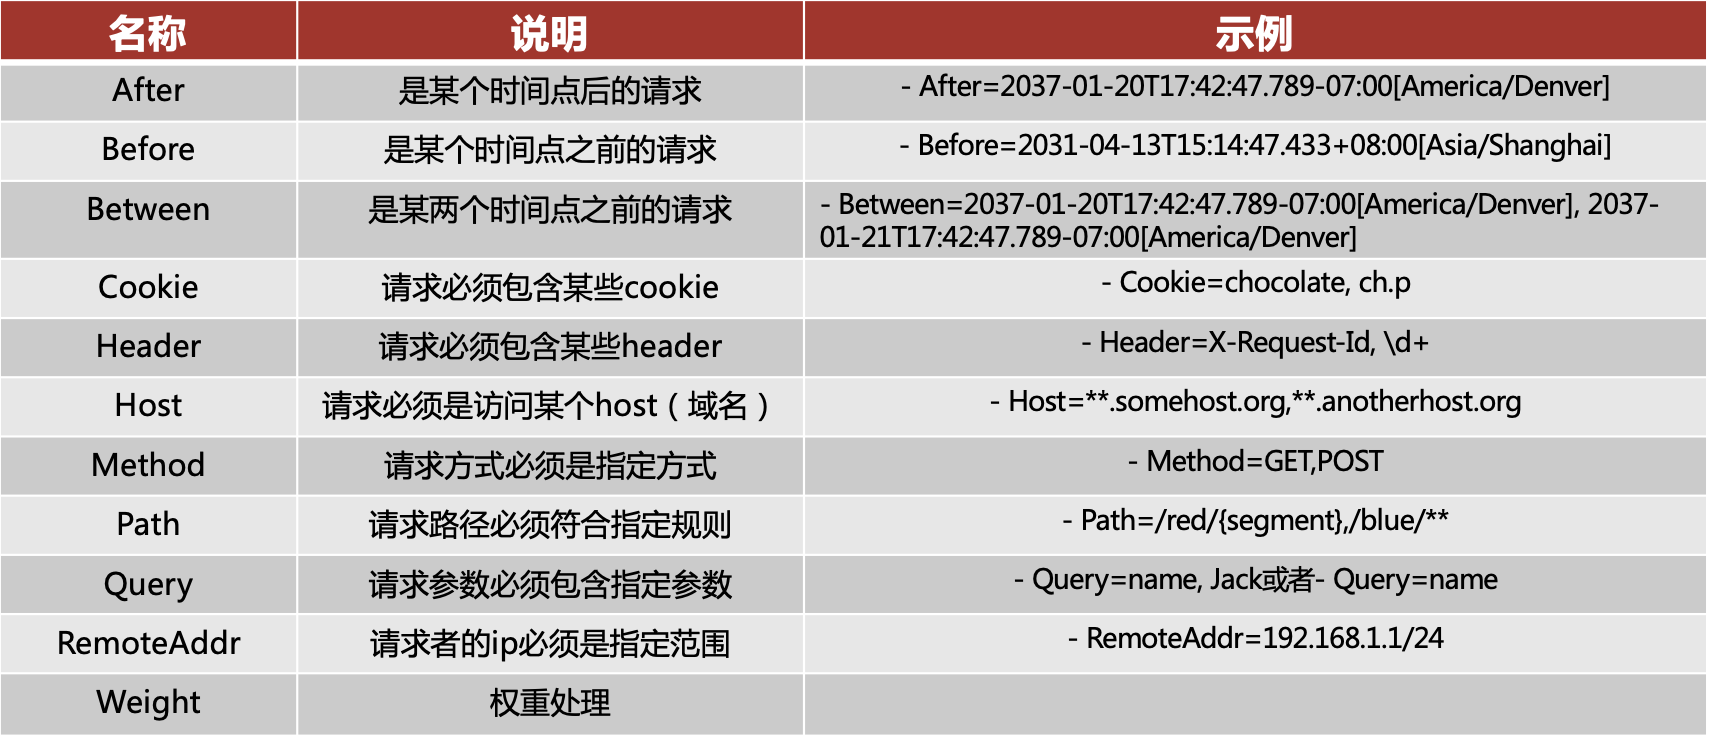 名称 说明 示例
After 是某个时间点后的请求 - After=2037-01-20T17:42:47.789-07:00[America/Denver]
Before 是某个时间点之前的请求 - Before=2031-04-13T15:14:47.433+08:00[Asia/Shanghai]
Between 是某两个时间点之前的请求 - Between=2037-01-20T17:42:47.789-07:00[America/Denver], 2037-
01-21T17:42:47.789-07:00[America/Denver]
Cookie 请求必须包含某些cookie - Cookie=chocolate, ch.p
Header 请求必须包含某些header - Header=X-Request-Id, \d+
Host 请求必须是访问某个host（域名） - Host=**.somehost.org,**.anotherhost.org
Method 请求方式必须是指定方式 - Method=GET,POST
Path 请求路径必须符合指定规则 - Path=/red/{segment},/blue/**
Query 请求参数必须包含指定参数 - Query=name, Jack或者- Query=name
RemoteAddr 请求者的ip必须是指定范围 - RemoteAddr=192.168.1.1/24
Weight 权重处理